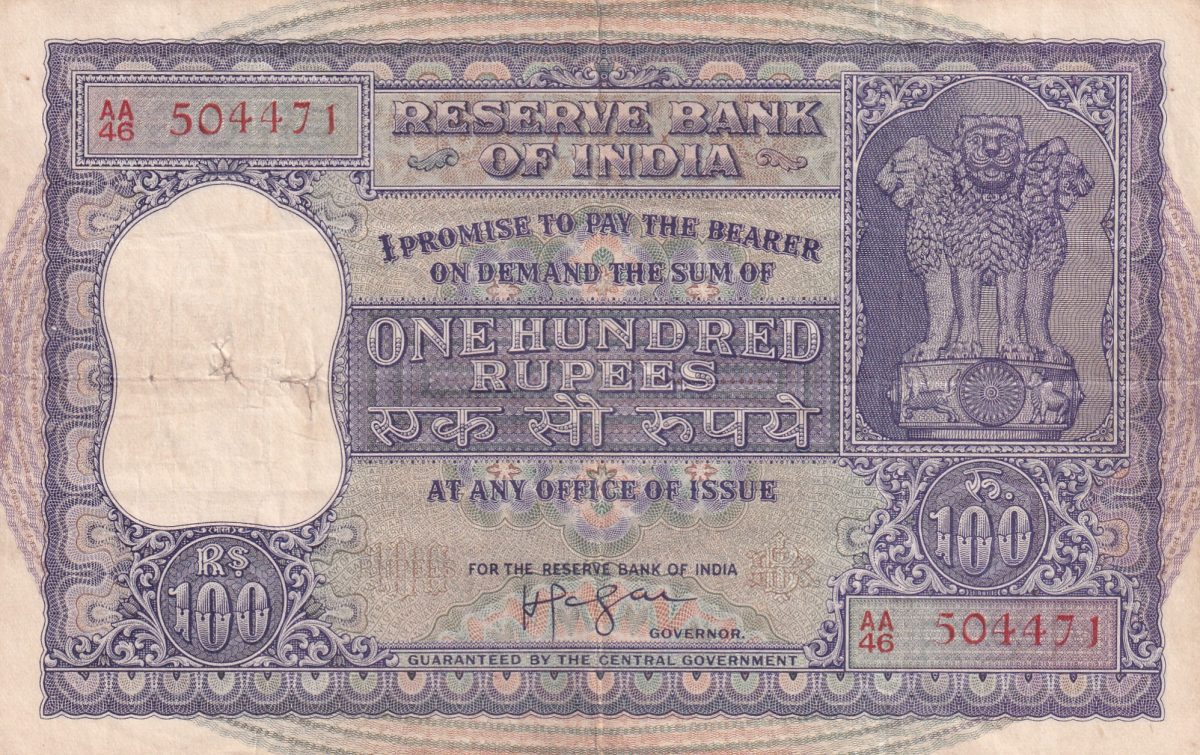 AA
46 504471
RESERVE BANK
OF INDIA
I PROMISE TO PAY THE BEARER
ON DEMAND THE SUM OF
ONE HUNDRED
RUPEES
एक सौ रुपये
AT ANY OFFICE OF ISSUE
भारत
RS
100
FOR THE RESERVE BANK OF INDIA
GOVERNOR.
GUARANTEED BY THE CENTRAL GOVERNMENT
रु.
100
AA
46 504471